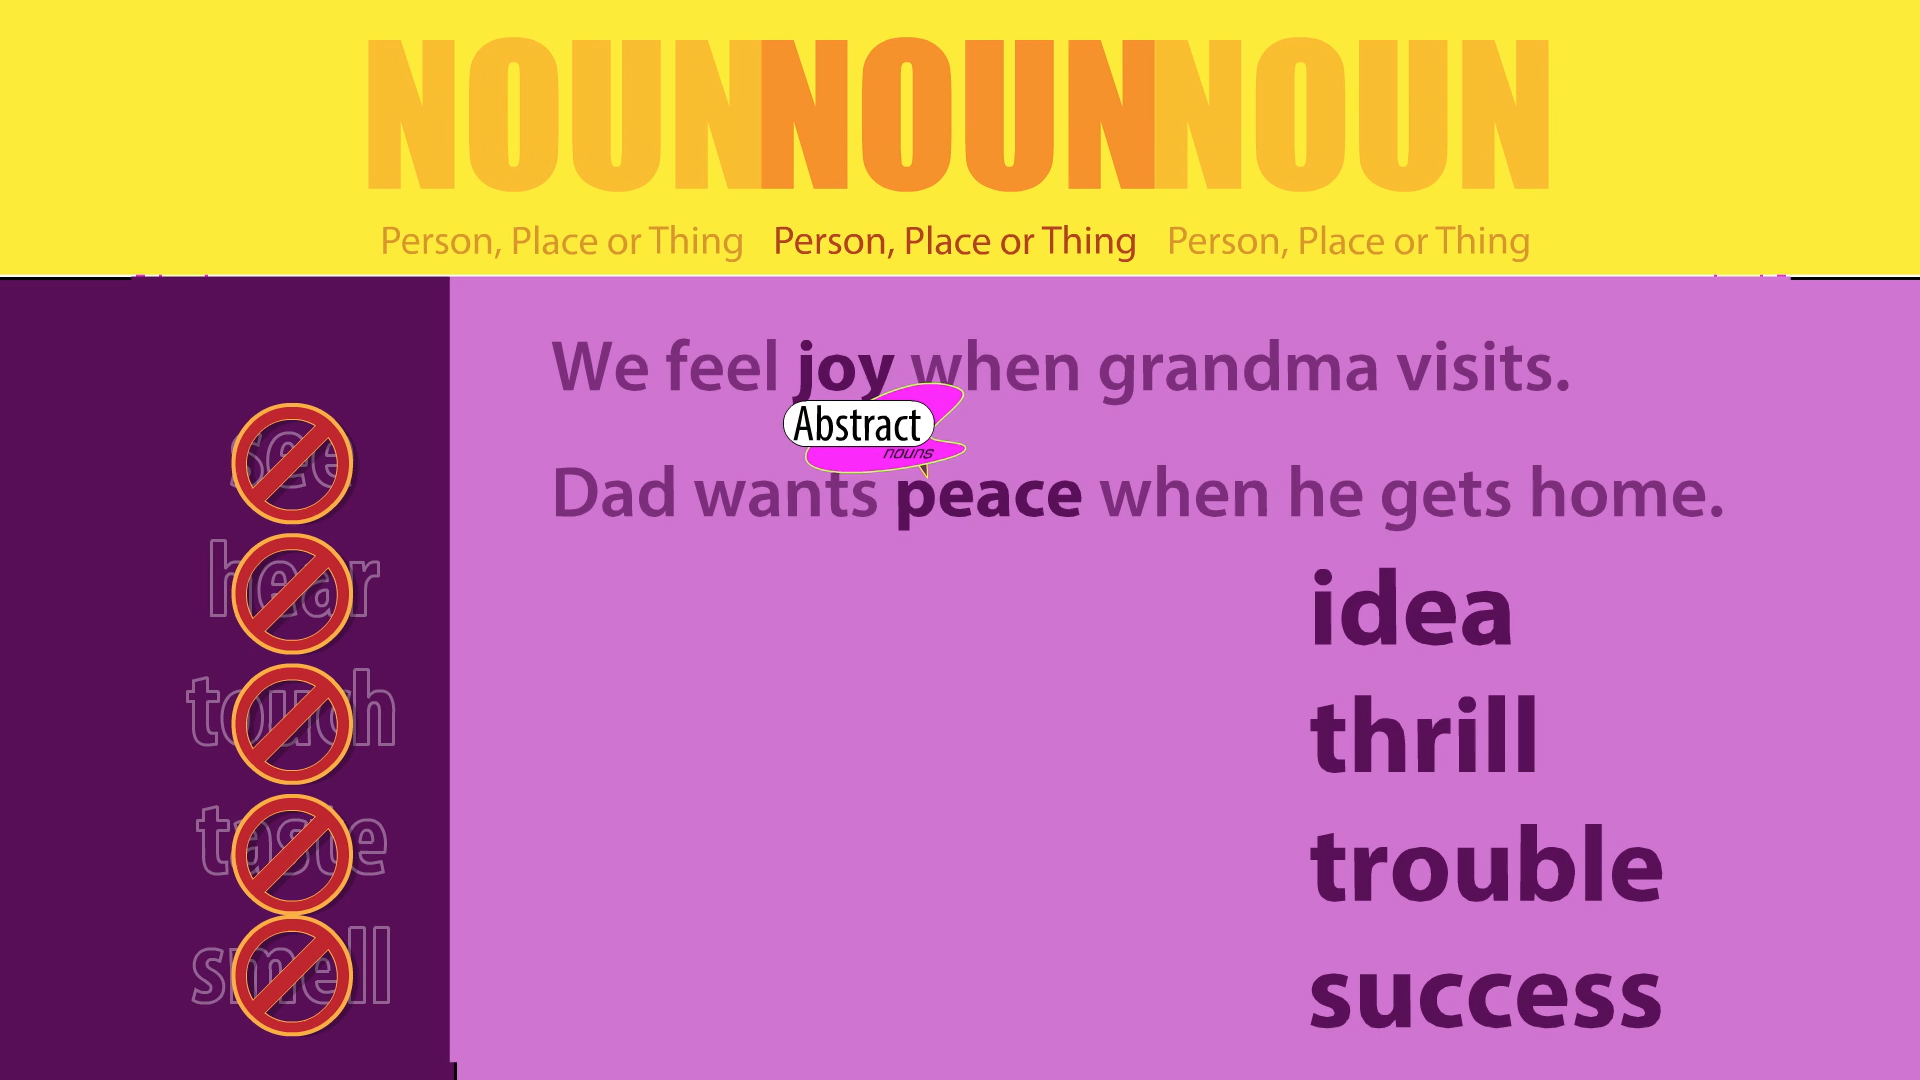 NOUNNOUNNOUN
Person, Place or Thing Person, Place or Thing Person, Place or Thing
We feel joy when grandma visits.
Abstract
nouns
Dad wants peace when he gets home.
see
hear
touch
taste
smell
idea
thrill
trouble
success